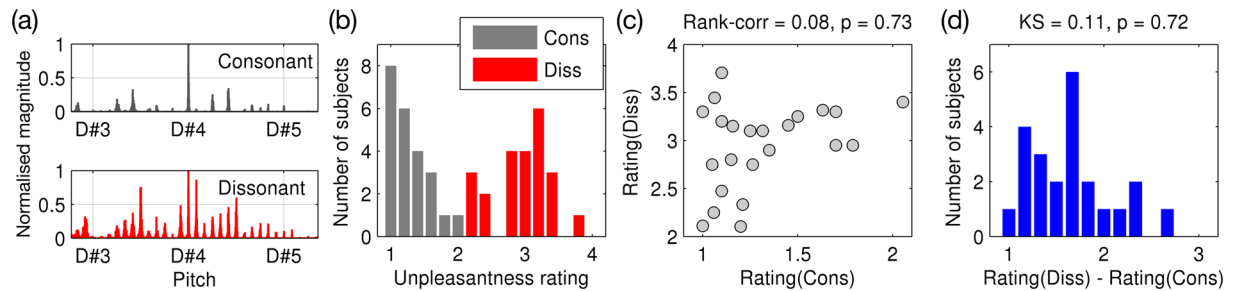 (a)
Normalised magnitude
1
0.5
0
Consonant
D#3 D#4 D#5
1
0.5
0
Dissonant
D#3 D#4 D#5
Pitch
(b)
Number of subjects
8
6
4
2
0
Cons
Diss
1 2 3 4
Unpleasantness rating
(c)
Rank-corr = 0.08, p = 0.73
Rating(Diss)
4
3.5
3
2.5
2
1 1.5 2
Rating(Cons)
(d)
KS = 0.11, p = 0.72
Number of subjects
6
4
2
0
1 2 3
Rating(Diss) - Rating(Cons)